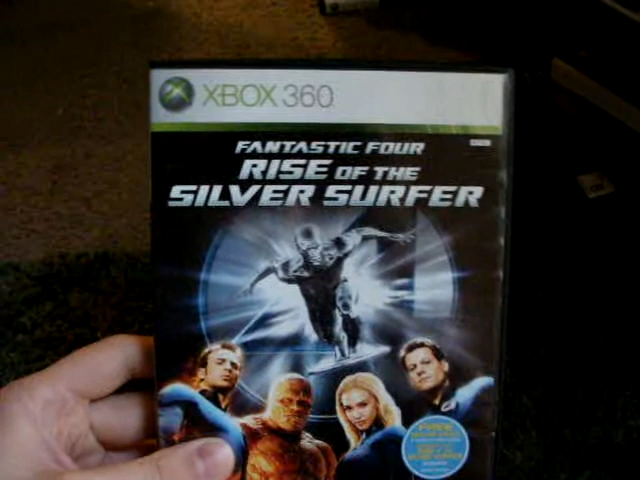 XBOX 360
FANTASTIC FOUR
RISE OF THE
SILVER SURFER
FREE